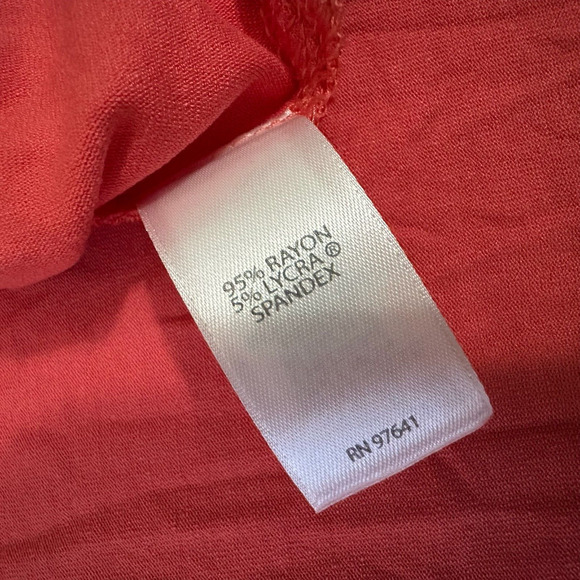 95% RAYON
5% LYCRA ®
SPANDEX
RN 97641